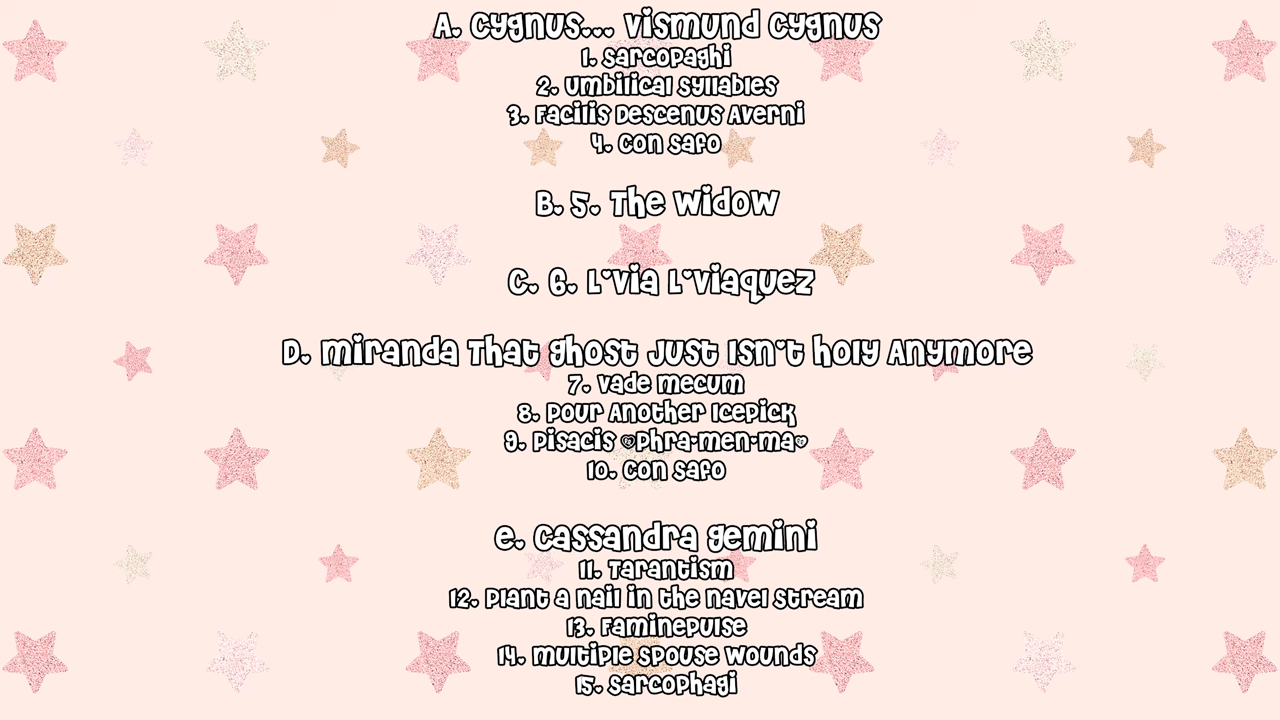 A. Cygnus... Vismund Cygnus
1. Sarcopaghi
2. Umbilical Syllables
3. Facilis Descenus Averni
4. Con Safo
B. 5. The Widow
C. 6. L'Via L'Viaquez
D. Miranda That Ghost Just Isn't Holy Anymore
7. Vade Mecum
8. Pour Another Icepick
9. Pisacis (Phra-Men-Ma)
10. Con Safo
E. Cassandra Gemini
11. Tarantism
12. Plant a Nail in the Navel Stream
13. Faminepulse
14. Multiple Spouse Wounds
15. Sarcophagi